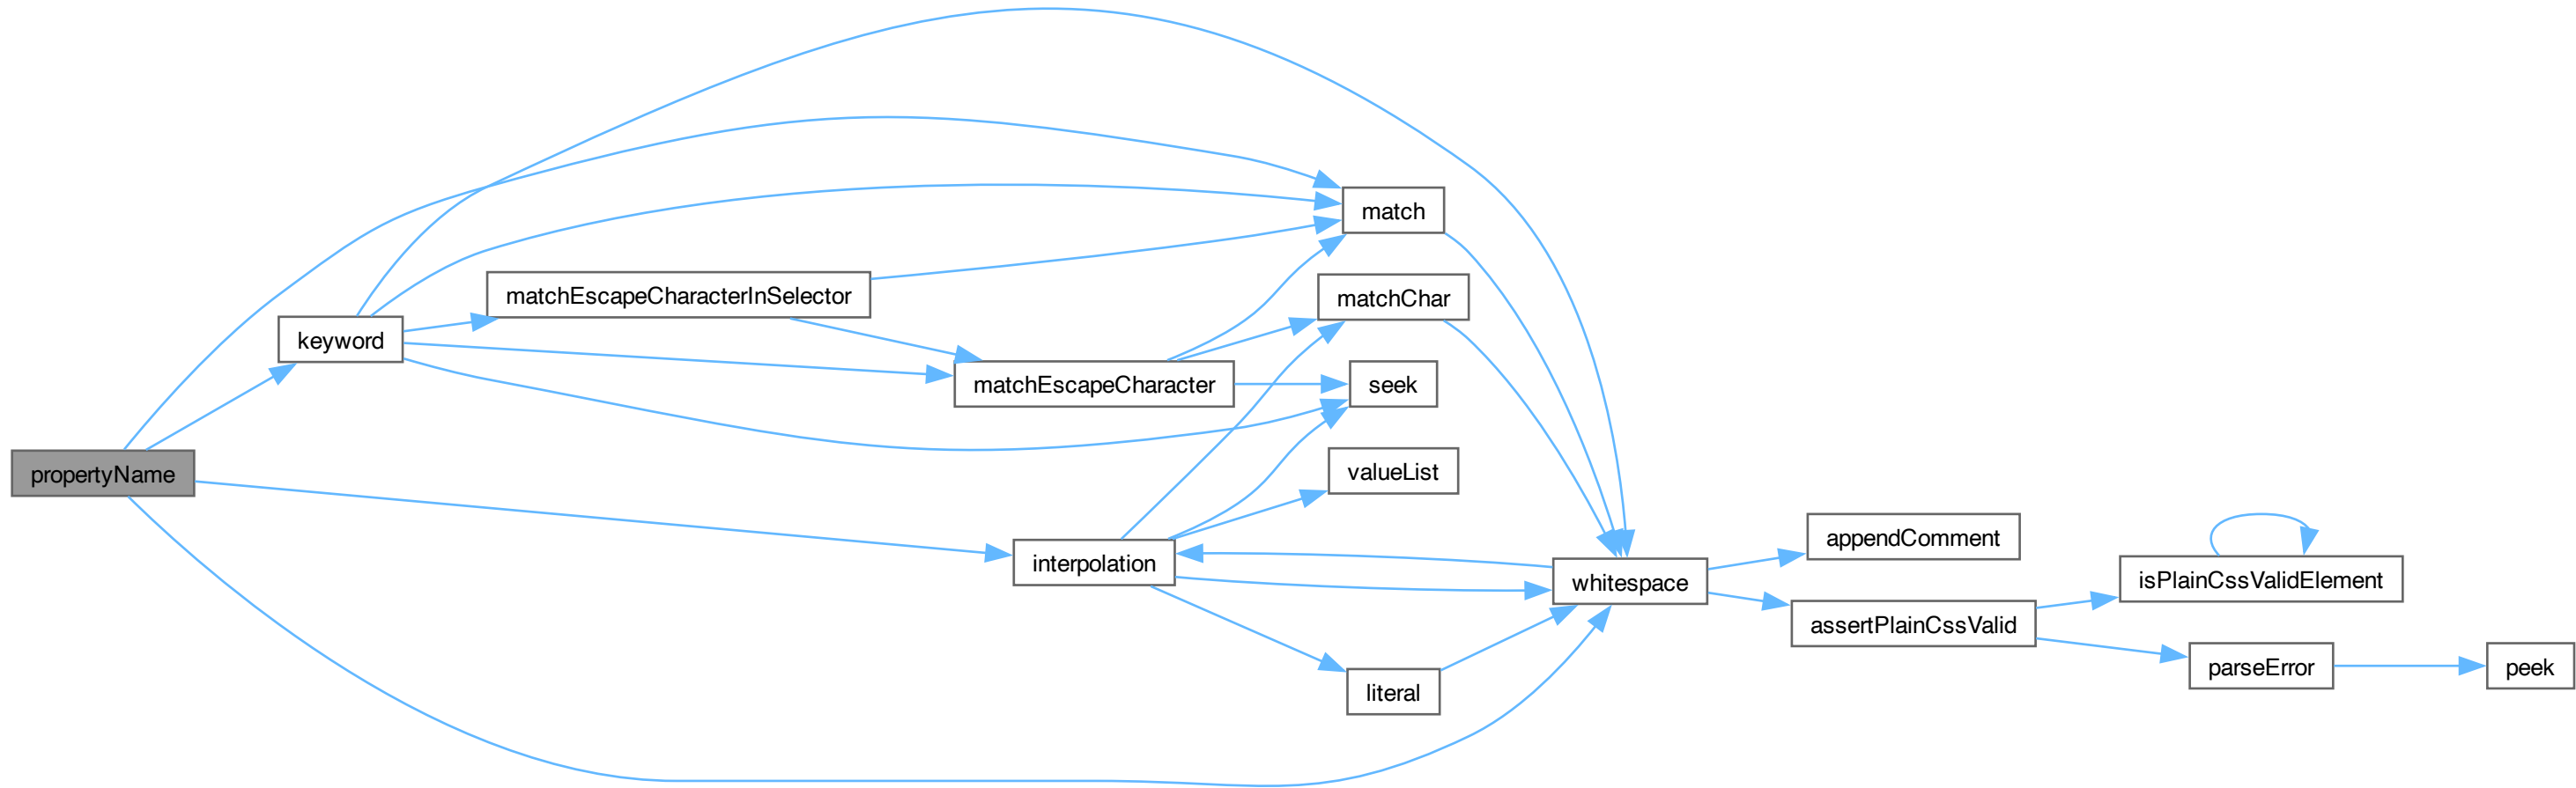 propertyName
keyword
matchEscapeCharacterInSelector
matchEscapeCharacter
interpolation
match
matchChar
seek
valueList
literal
whitespace
appendComment
assertPlainCssValid
isPlainCssValidElement
parseError
peek